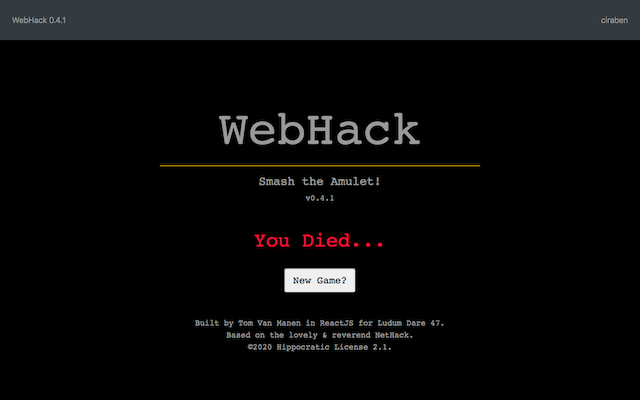 WebHack 0.4.1
ciraben
WebHack
Smash the Amulet!
v0.4.1
You Died...
New Game?
Built by Tom Van Manen in ReactJS for Ludum Dare 47.
Based on the lovely & reverend NetHack.
©2020 Hippocratic License 2.1.